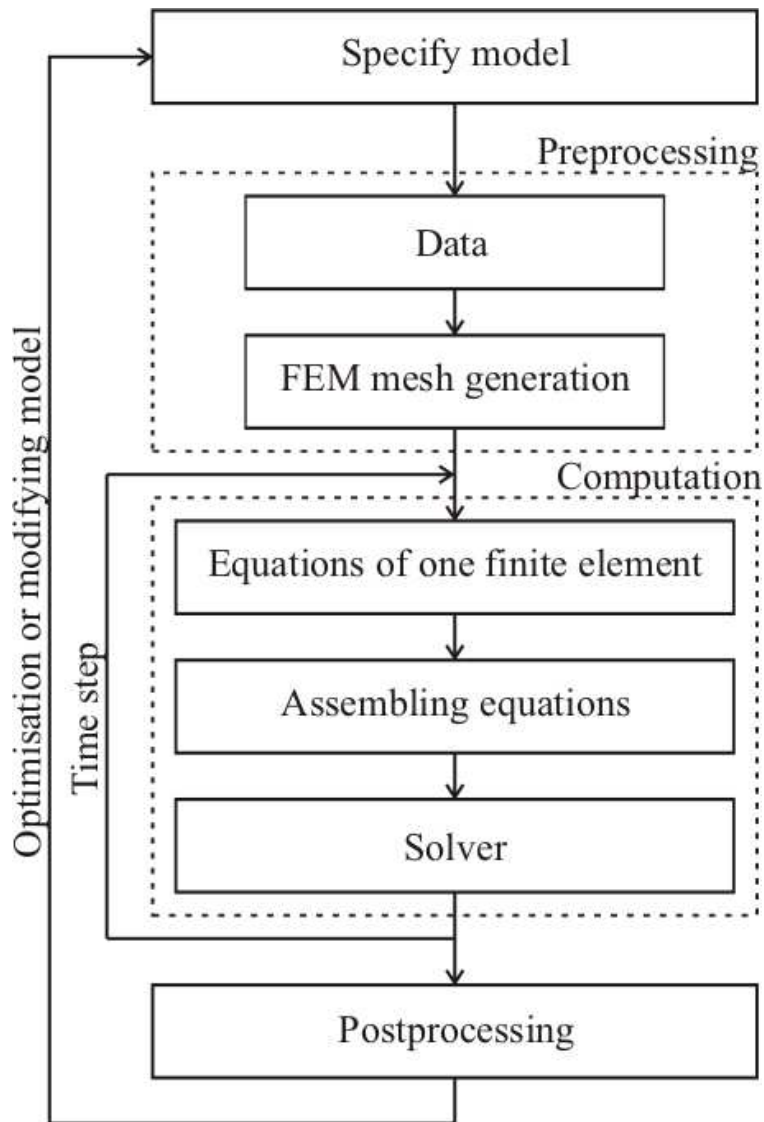 Specify model
Preprocessing
Data
FEM mesh generation
Computation
Equations of one finite element
Assembling equations
Solver
Postprocessing
Time step
Optimisation or modifying model